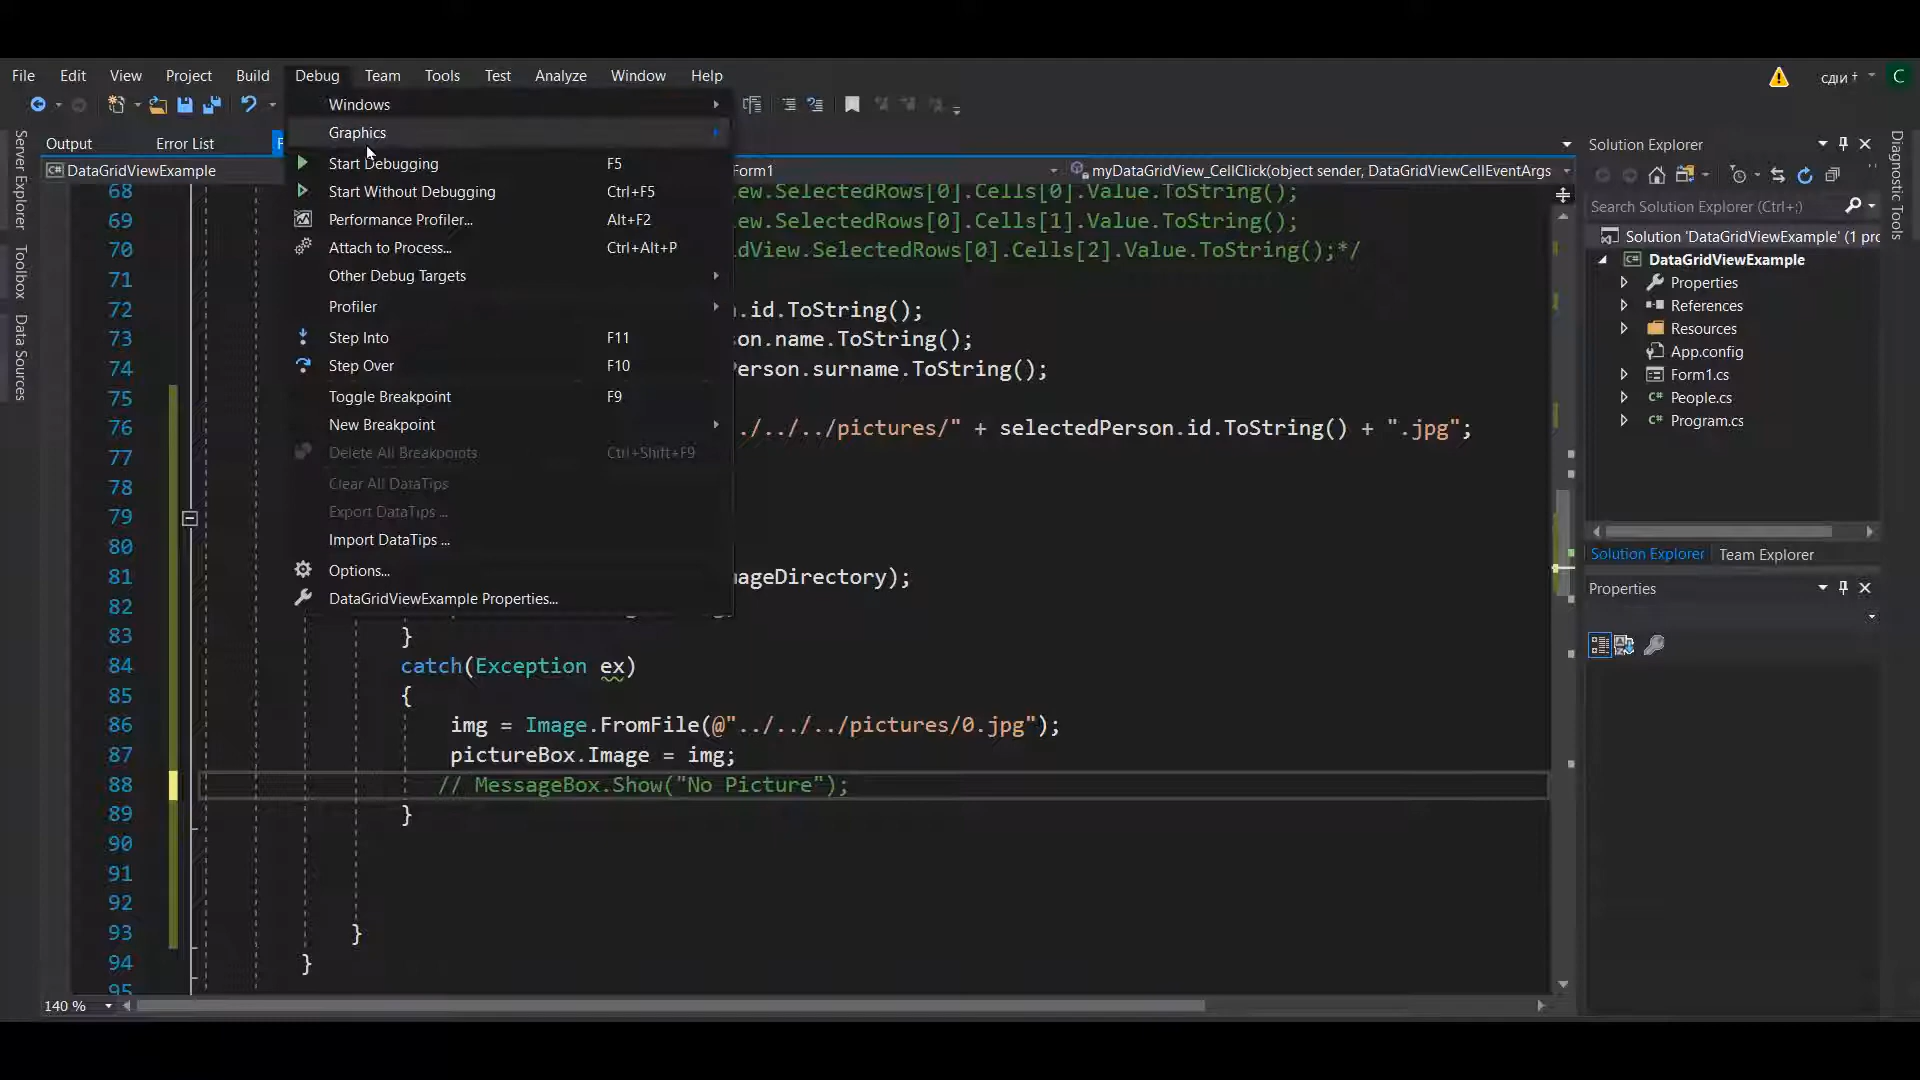 File Edit View Project Build Debug Team Tools Test Analyze Window Help
C
Output Error List
DataGridViewExample
myDataGridView_CellClick(object sender, DataGridViewCellEventArgs
Windows
Graphics
Start Debugging F5
Start Without Debugging Ctrl+F5
Performance Profiler... Alt+F2
Attach to Process... Ctrl+Alt+P
Other Debug Targets
Profiler
Step Into F11
Step Over F10
Toggle Breakpoint F9
New Breakpoint
Delete All Breakpoints Ctrl+Shift+F9
Clear All DataTips
Export DataTips ...
Import DataTips ...
Options...
DataGridViewExample Properties...
68 ew.SelectedRows[0].Cells[0].Value.ToString();
69 ew.SelectedRows[0].Cells[1].Value.ToString();
70 dView.SelectedRows[0].Cells[2].Value.ToString();*/
71
72 .id.ToString();
73 on.name.ToString();
74 erson.surname.ToString();
75
76 ./../../pictures/" + selectedPerson.id.ToString() + ".jpg";
77
78
79
80
81 mageDirectory);
82
83 }
84 catch(Exception ex)
85 {
86 img = Image.FromFile(@"../../../pictures/0.jpg");
87 pictureBox.Image = img;
88 // MessageBox.Show("No Picture");
89 }
90
91
92
93 }
94 }
95
140 %
Server Explorer
Toolbox
Data Sources
Solution Explorer
Search Solution Explorer (Ctrl+;)
Solution 'DataGridViewExample' (1 prc
DataGridViewExample
Properties
References
Resources
App.config
Form1.cs
People.cs
Program.cs
Solution Explorer Team Explorer
Properties
Diagnostic Tools